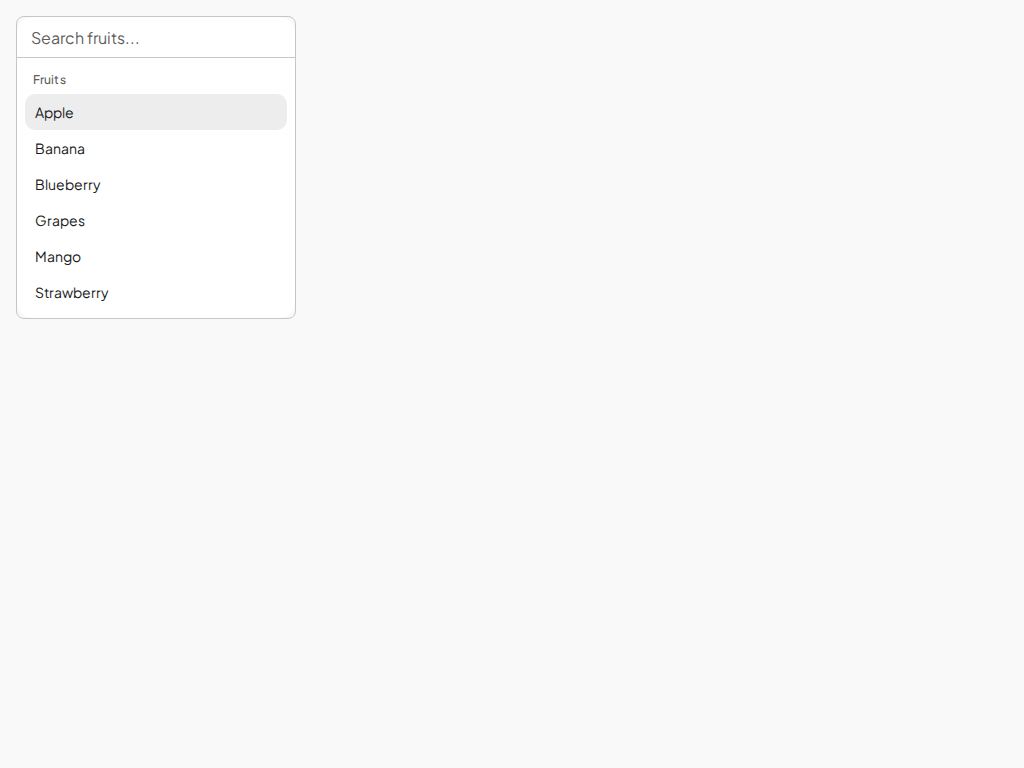 Search fruits...
Fruits
Apple
Banana
Blueberry
Grapes
Mango
Strawberry